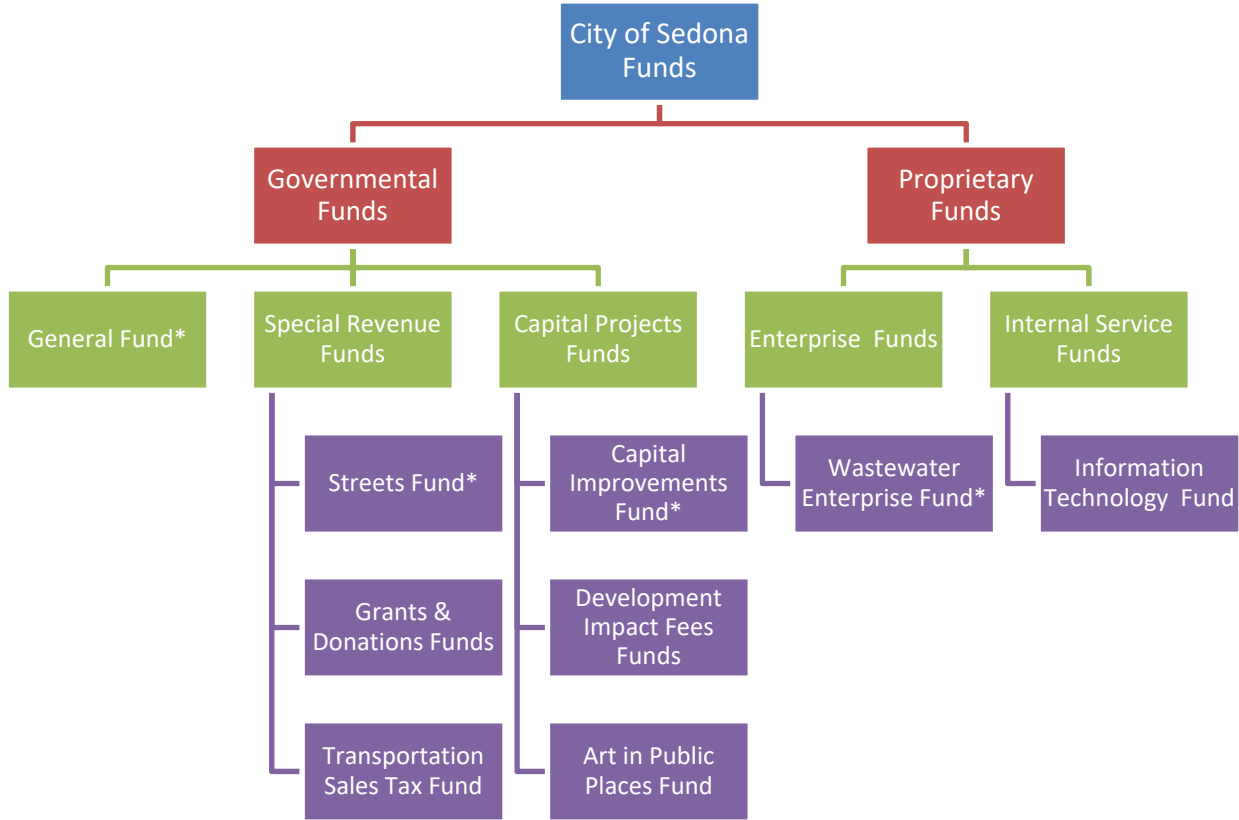 City of Sedona
Funds
Governmental
Funds
Proprietary
Funds
General Fund*
Special Revenue
Funds
Capital Projects
Funds
Enterprise Funds
Internal Service
Funds
Streets Fund*
Grants &
Donations Funds
Transportation
Sales Tax Fund
Capital
Improvements
Fund*
Development
Impact Fees
Funds
Art in Public
Places Fund
Wastewater
Enterprise Fund*
Information
Technology Fund